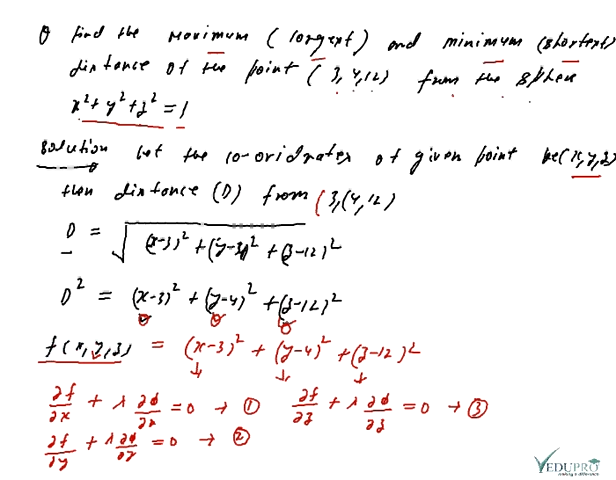 Q find the maximum (longest) and minimum (shortest)
distance of the point (3,4,12) from the sphere
x²+y²+z²=1
Solution let the co-ordinates of given point be(x,y,z)
then distance (D) from (3,(4,12)
D = √(x-3)²+(y-3)²+(z-12)²
D² = (x-3)²+(y-4)²+(z-12)²
f(x,y,z) = (x-3)²+(y-4)²+(z-12)²
∂f/∂x + λ ∂φ/∂x = 0 → ① ∂f/∂z + λ ∂φ/∂z = 0 → ③
∂f/∂y + λ ∂φ/∂y = 0 → ②
VEDUPRO
making a difference